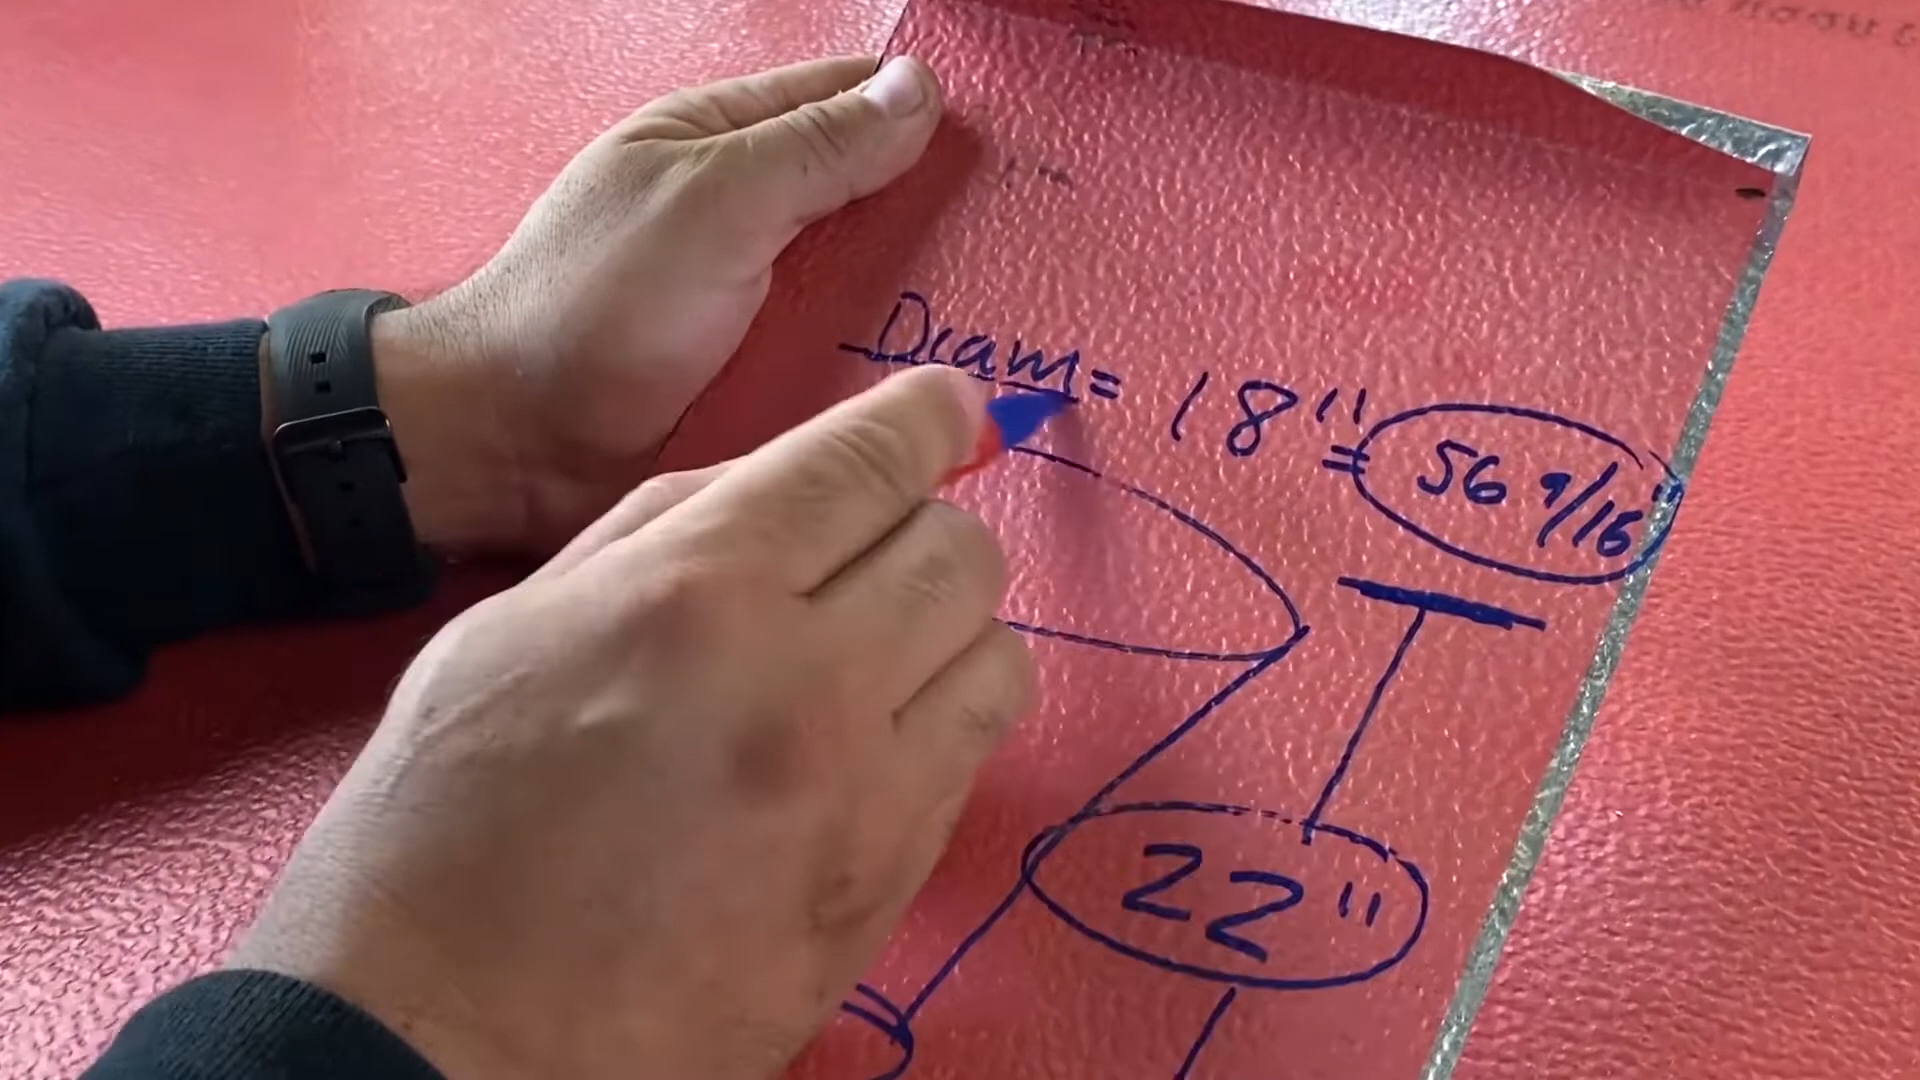 Diam = 18" = 56 9/16"
22"